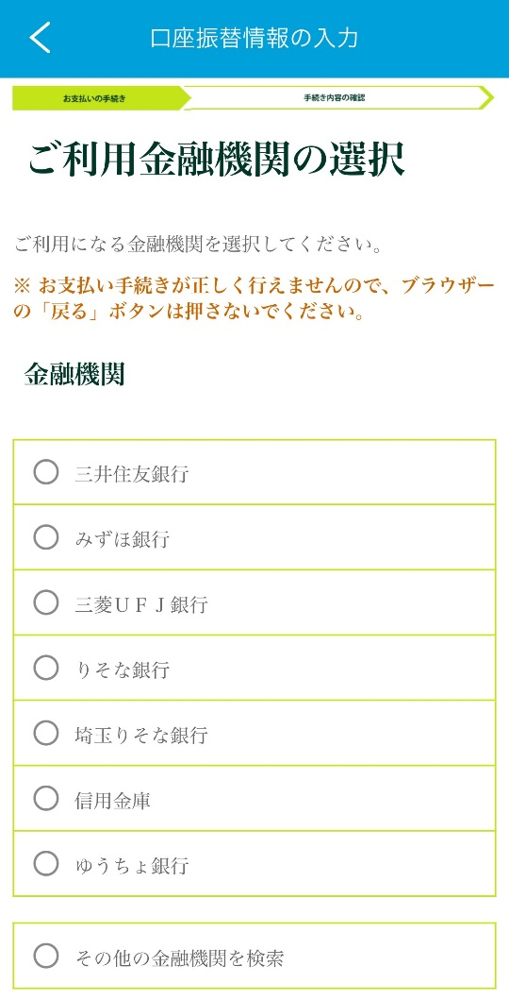 口座振替情報の入力
お支払いの手続き
手続き内容の確認
ご利用金融機関の選択
ご利用になる金融機関を選択してください。
※ お支払い手続きが正しく行えませんので、ブラウザー
の「戻る」ボタンは押さないでください。
金融機関
三井住友銀行
みずほ銀行
三菱ＵＦＪ銀行
りそな銀行
埼玉りそな銀行
信用金庫
ゆうちょ銀行
その他の金融機関を検索